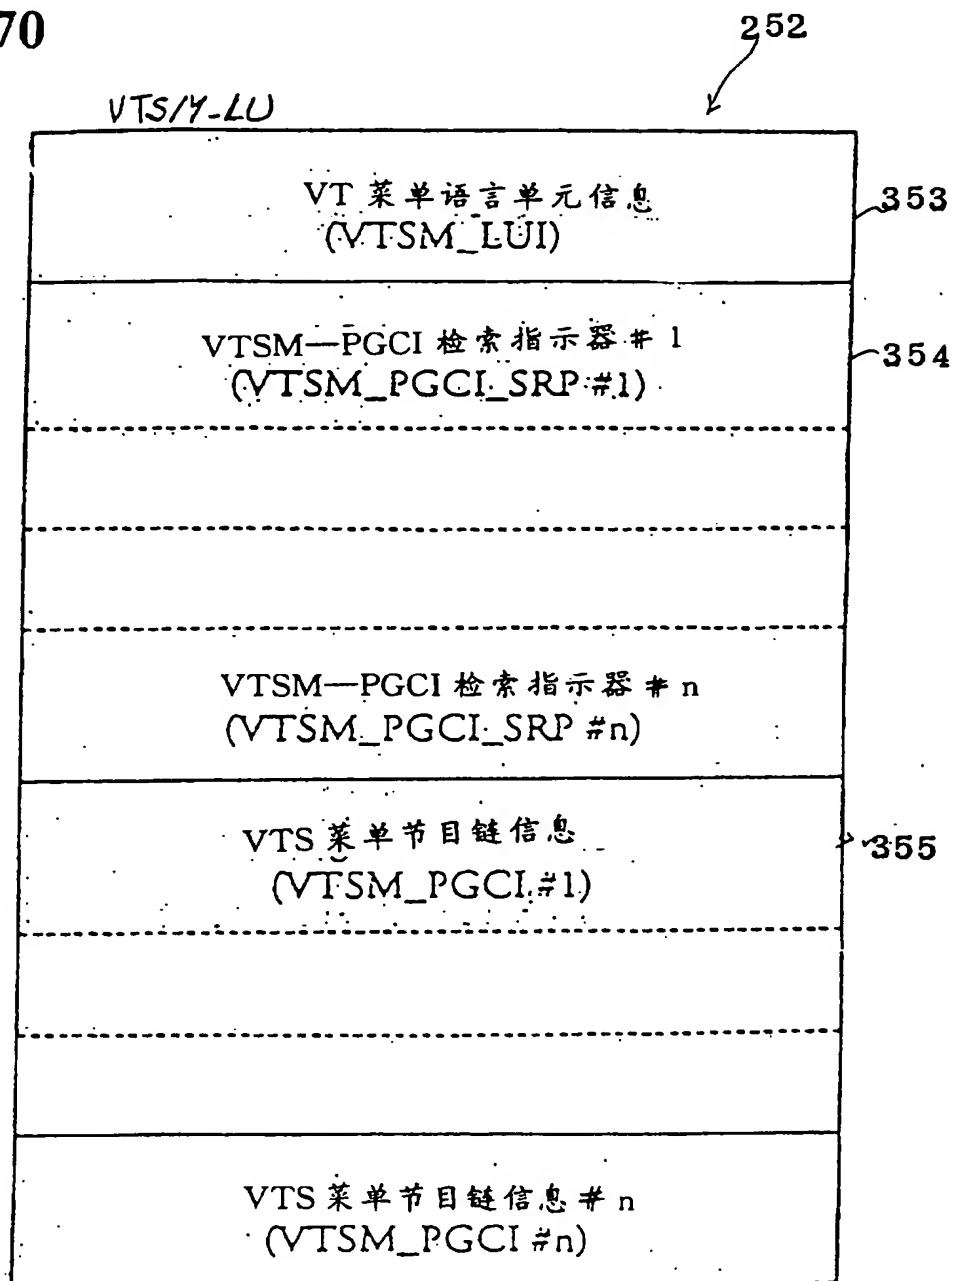 70
252
VTSM-LU
VT 菜单语言单元信息
(VTSM_LUI)
353
VTSM—PGCI 检索指示器 # 1
(VTSM_PGCI_SRP #1)
354
VTSM—PGCI 检索指示器 # n
(VTSM_PGCI_SRP #n)
VTS 菜单节目链信息
(VTSM_PGCI #1)
355
VTS 菜单节目链信息 # n
(VTSM_PGCI #n)